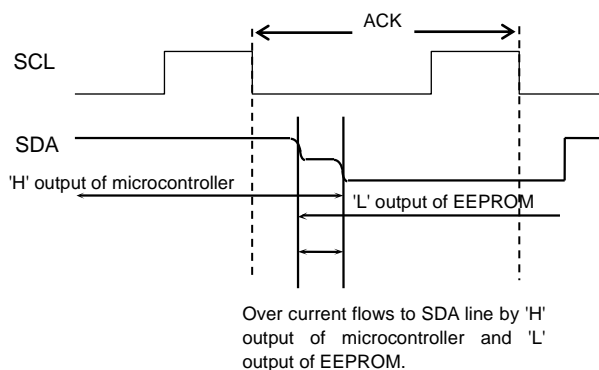 ACK
SCL
SDA
'H' output of microcontroller
'L' output of EEPROM
Over current flows to SDA line by 'H'
output of microcontroller and 'L'
output of EEPROM.